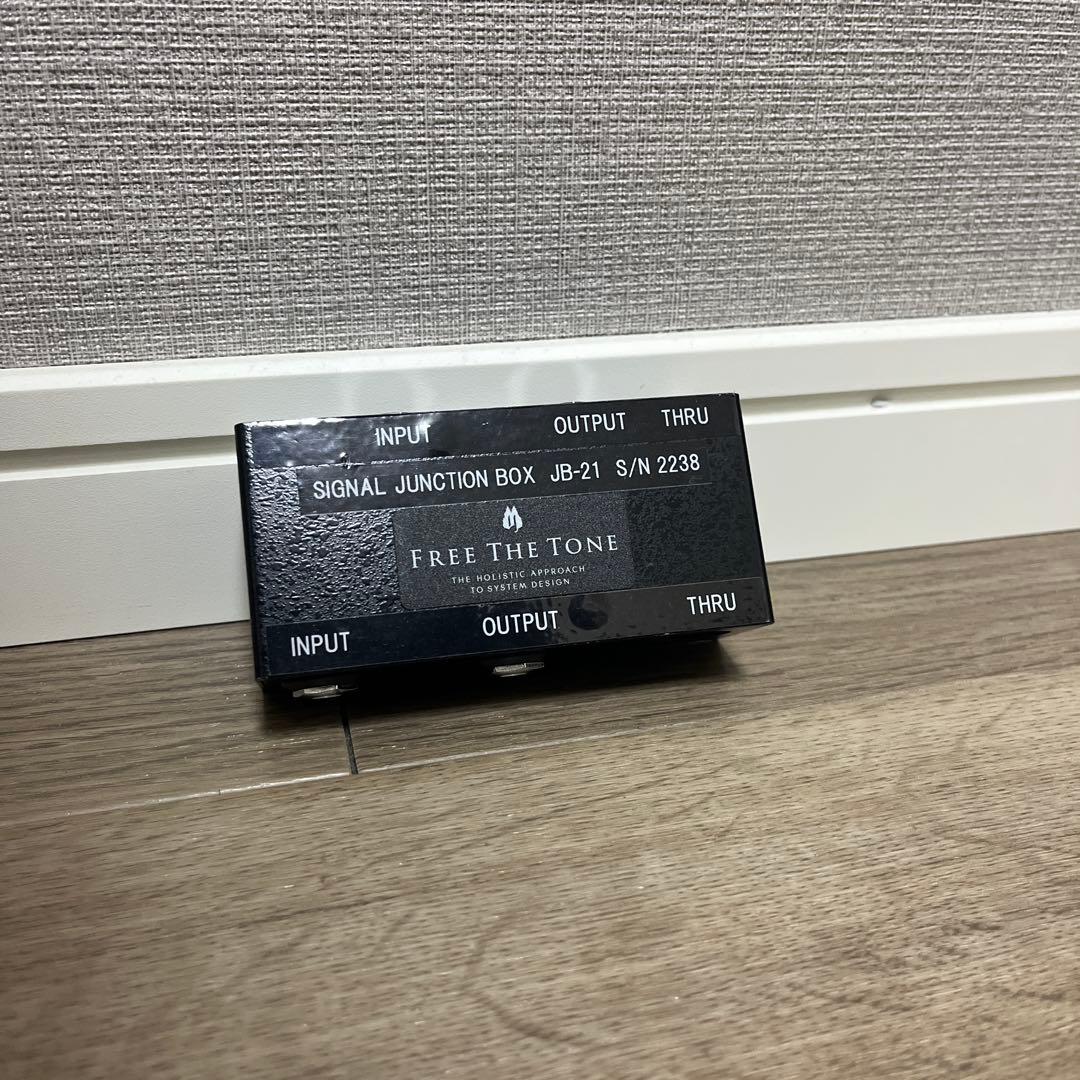 INPUT OUTPUT THRU
SIGNAL JUNCTION BOX JB-21 S/N 2238
FREE THE TONE
THE HOLISTIC APPROACH
TO SYSTEM DESIGN
INPUT OUTPUT THRU